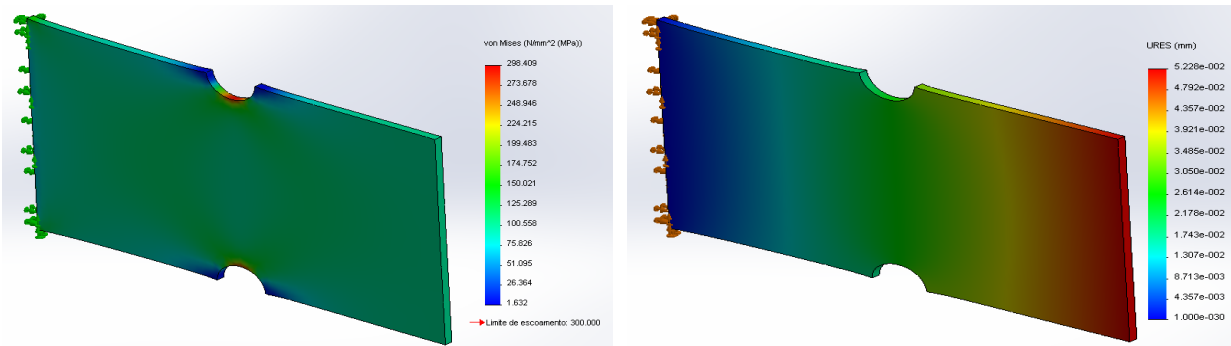 von Mises (N/mm^2 (MPa))
298.409
273.678
248.946
224.215
199.483
174.752
150.021
125.289
100.558
75.826
51.095
26.364
1.632
Limite de escoamento: 300.000
URES (mm)
5.228e-002
4.792e-002
4.357e-002
3.921e-002
3.485e-002
3.050e-002
2.614e-002
2.178e-002
1.743e-002
1.307e-002
8.713e-003
4.357e-003
1.000e-030